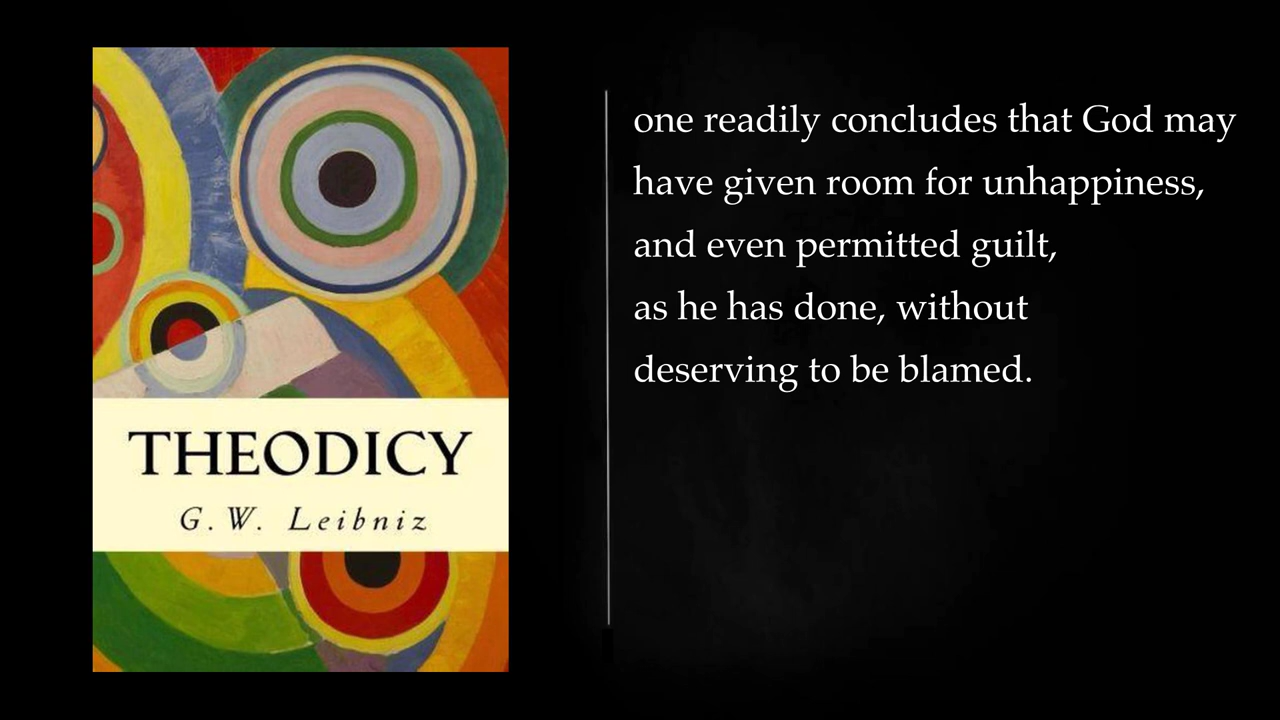 THEODICY
G. W. Leibniz
one readily concludes that God may
have given room for unhappiness,
and even permitted guilt,
as he has done, without
deserving to be blamed.